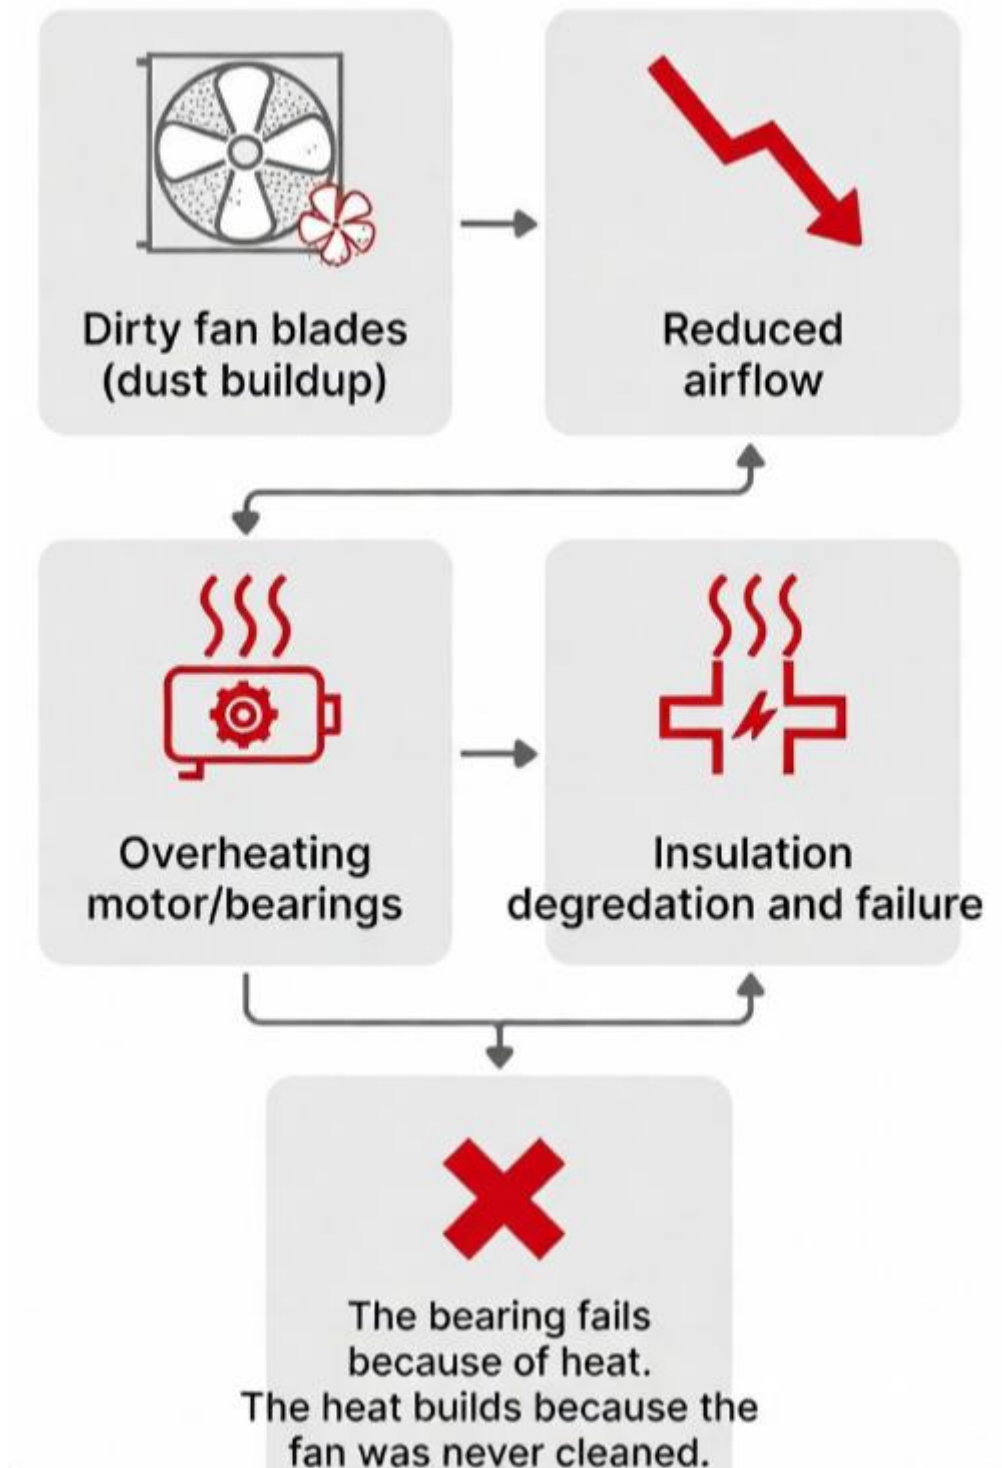 Dirty fan blades
(dust buildup)
Reduced
airflow
Overheating
motor/bearings
Insulation
degredation and failure
The bearing fails
because of heat.
The heat builds because the
fan was never cleaned.